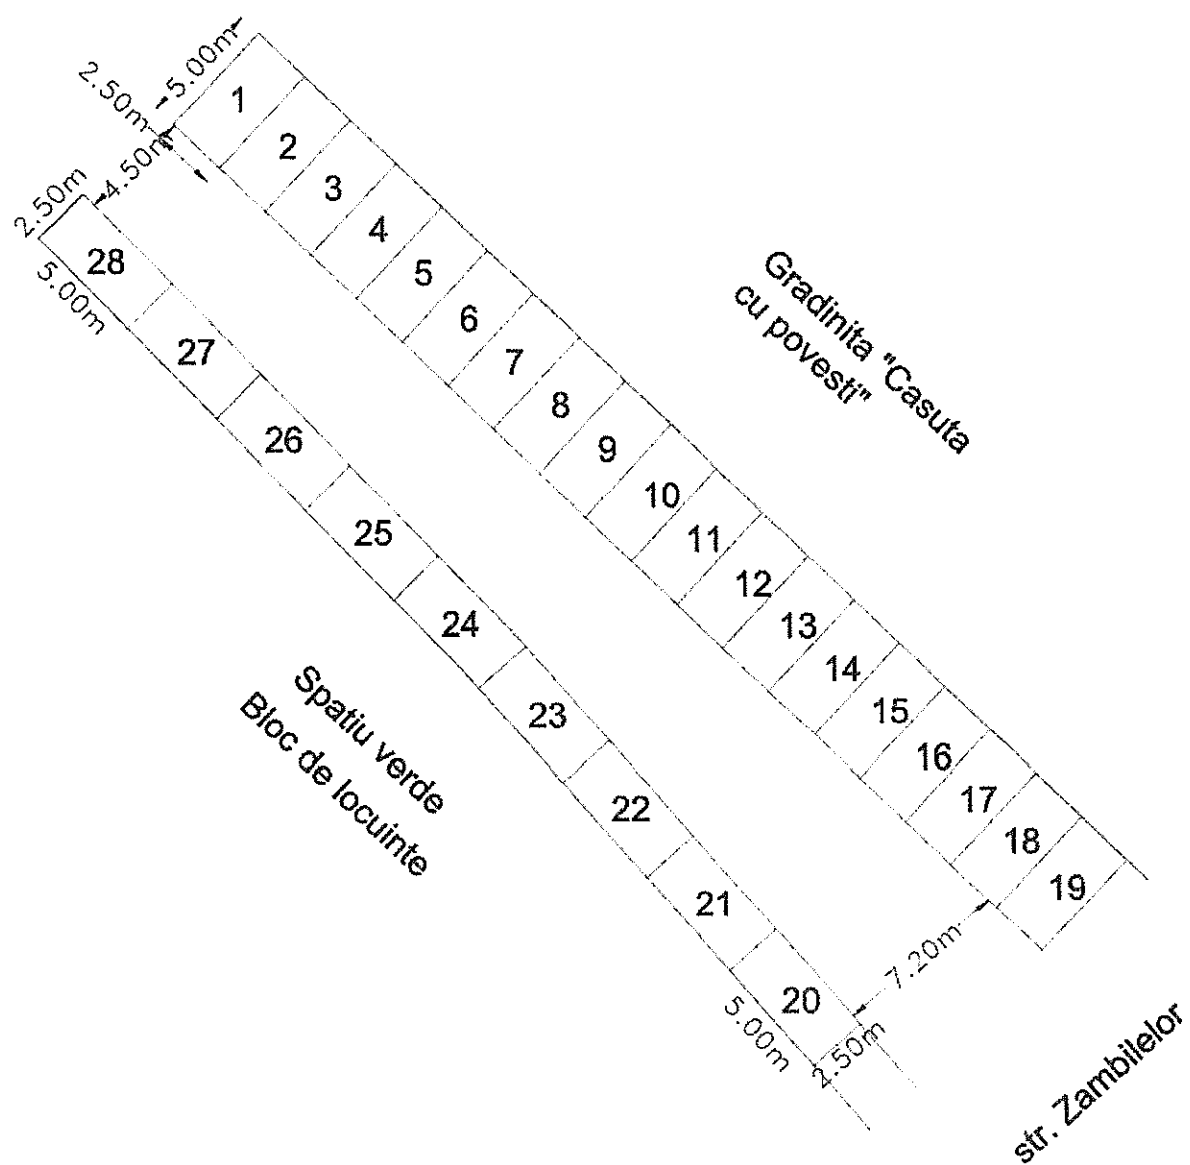 5.00m
2.50m
4.50m
2.50m
5.00m
1
2
3
4
5
6
7
8
9
10
11
12
13
14
15
16
17
18
19
28
27
26
25
24
23
22
21
20
Gradinita "Casuta
cu povesti"
Spatiu verde
Bloc de locuinte
7.20m
5.00m
2.50m
str. Zambilelor